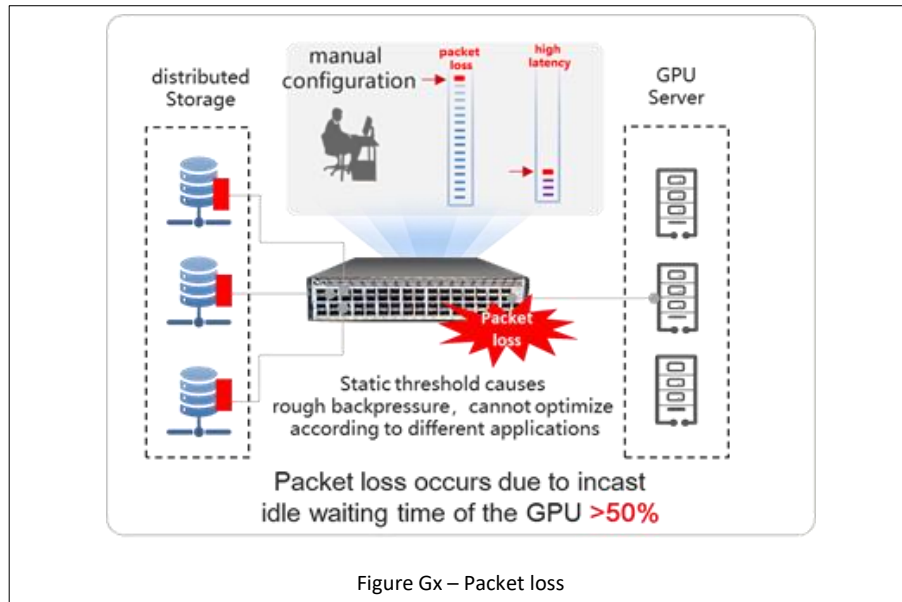 manual
configuration
packet
loss
high
latency
distributed
Storage
GPU
Server
Packet
loss
Static threshold causes
rough backpressure, cannot optimize
according to different applications
Packet loss occurs due to incast
idle waiting time of the GPU >50%
Figure Gx – Packet loss